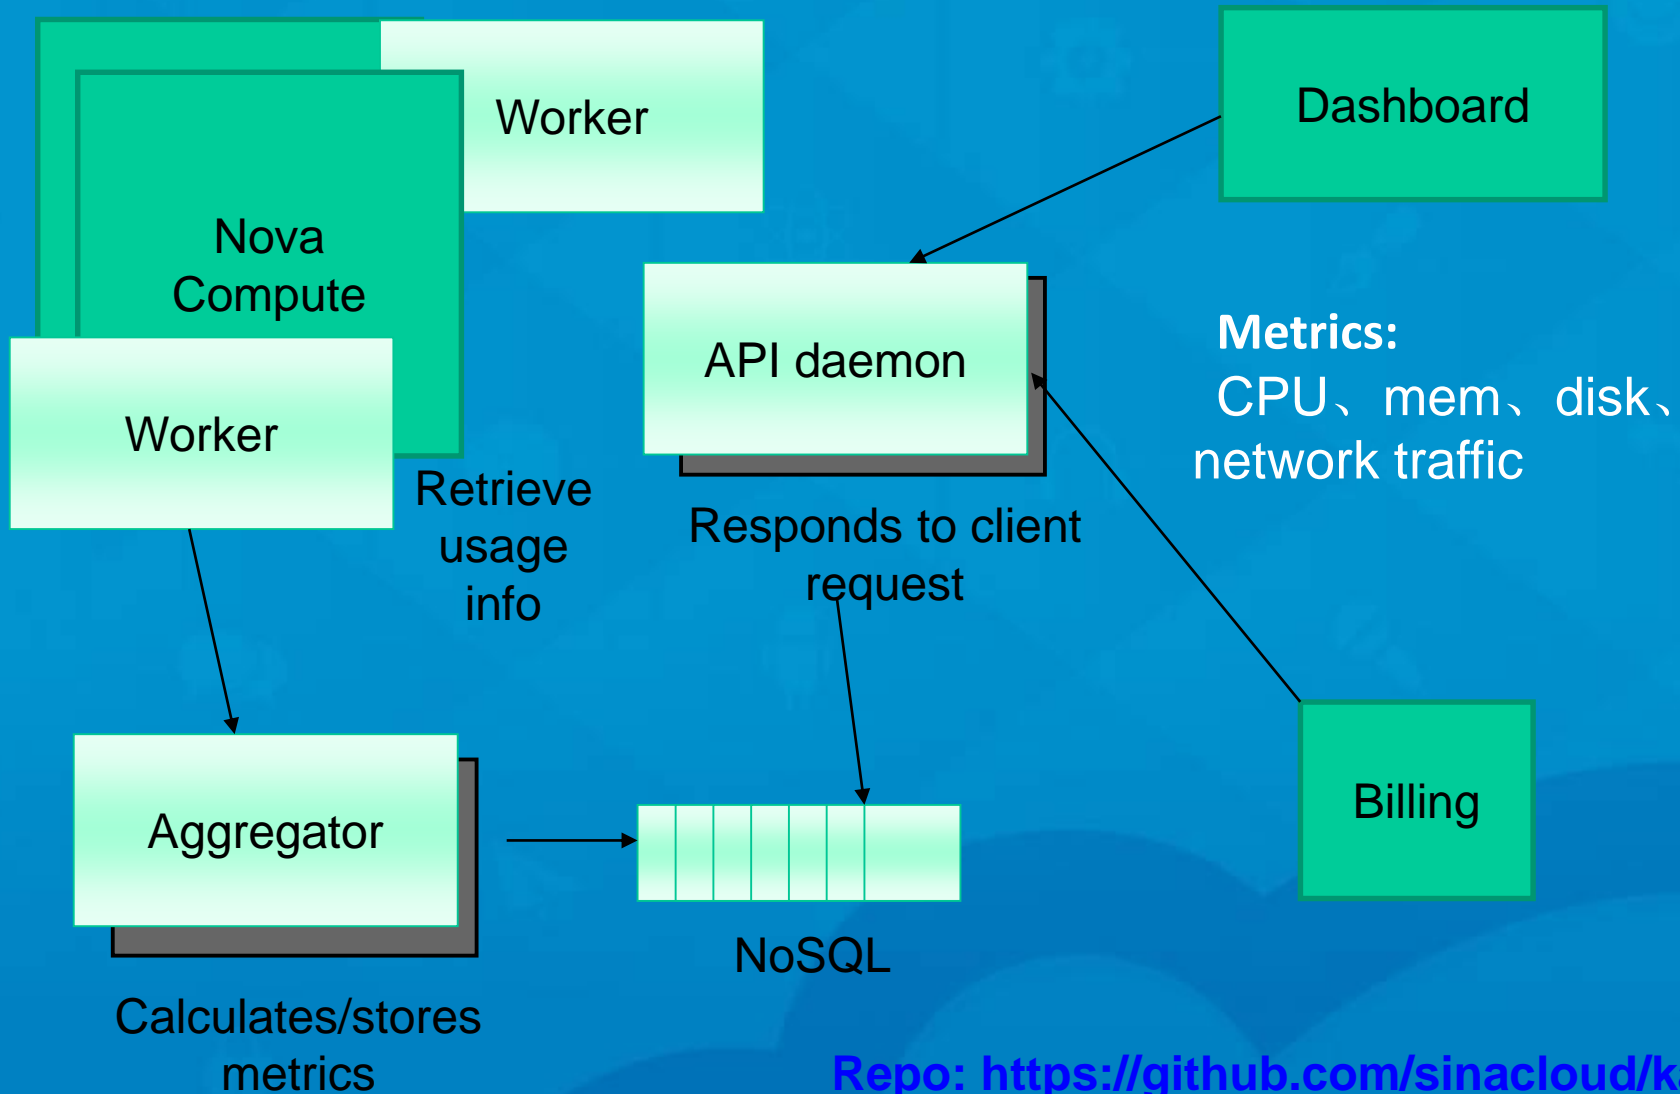 Worker
Nova
Compute
Worker
Retrieve
usage
info
Dashboard
API daemon
Responds to client
request
Metrics:
CPU、mem、disk、
network traffic
Aggregator
Calculates/stores
metrics
NoSQL
Billing
Repo: https://github.com/sinacloud/